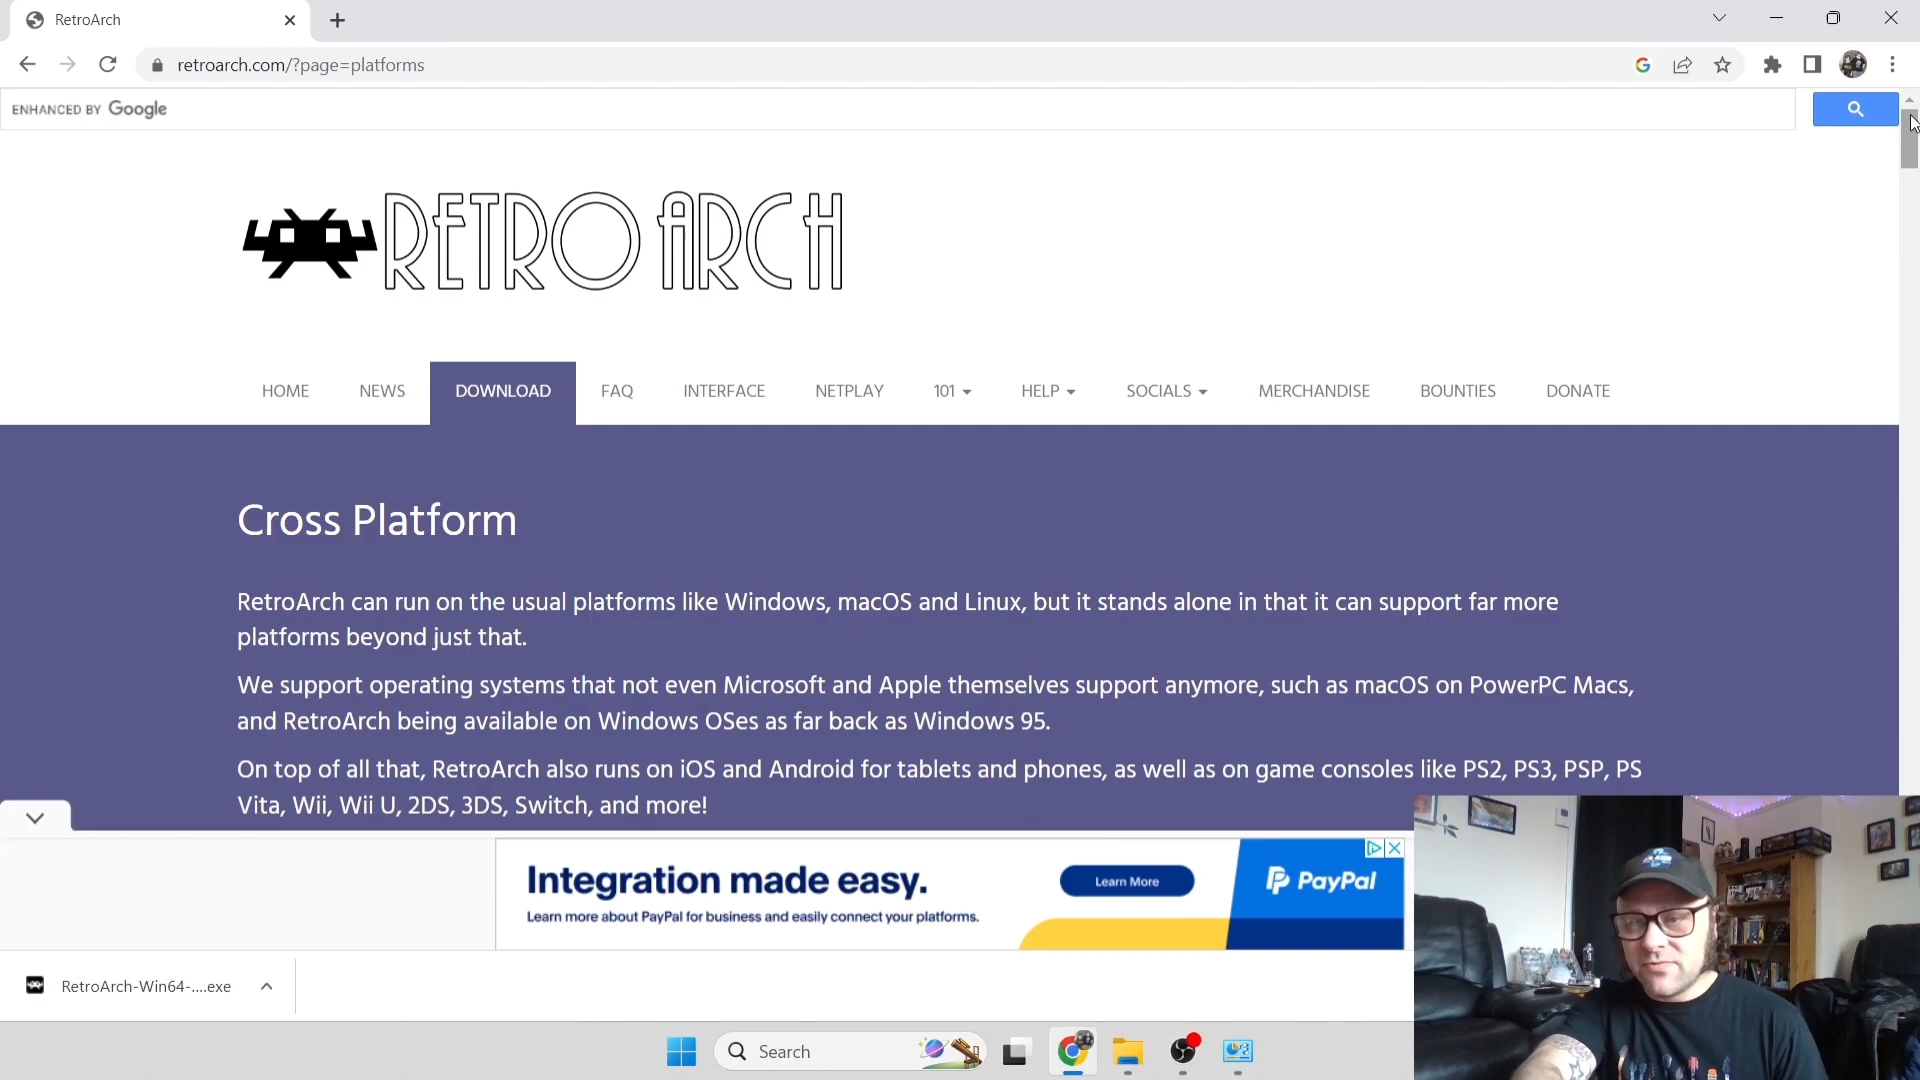 RetroArch
retroarch.com/?page=platforms
ENHANCED BY Google
RETROARCH
HOME NEWS DOWNLOAD FAQ INTERFACE NETPLAY 101 HELP SOCIALS MERCHANDISE BOUNTIES DONATE
Cross Platform
RetroArch can run on the usual platforms like Windows, macOS and Linux, but it stands alone in that it can support far more
platforms beyond just that.
We support operating systems that not even Microsoft and Apple themselves support anymore, such as macOS on PowerPC Macs,
and RetroArch being available on Windows OSes as far back as Windows 95.
On top of all that, RetroArch also runs on iOS and Android for tablets and phones, as well as on game consoles like PS2, PS3, PSP, PS
Vita, Wii, Wii U, 2DS, 3DS, Switch, and more!
Integration made easy.
Learn more about PayPal for business and easily connect your platforms.
Learn More
PayPal
RetroArch-Win64-....exe
Search